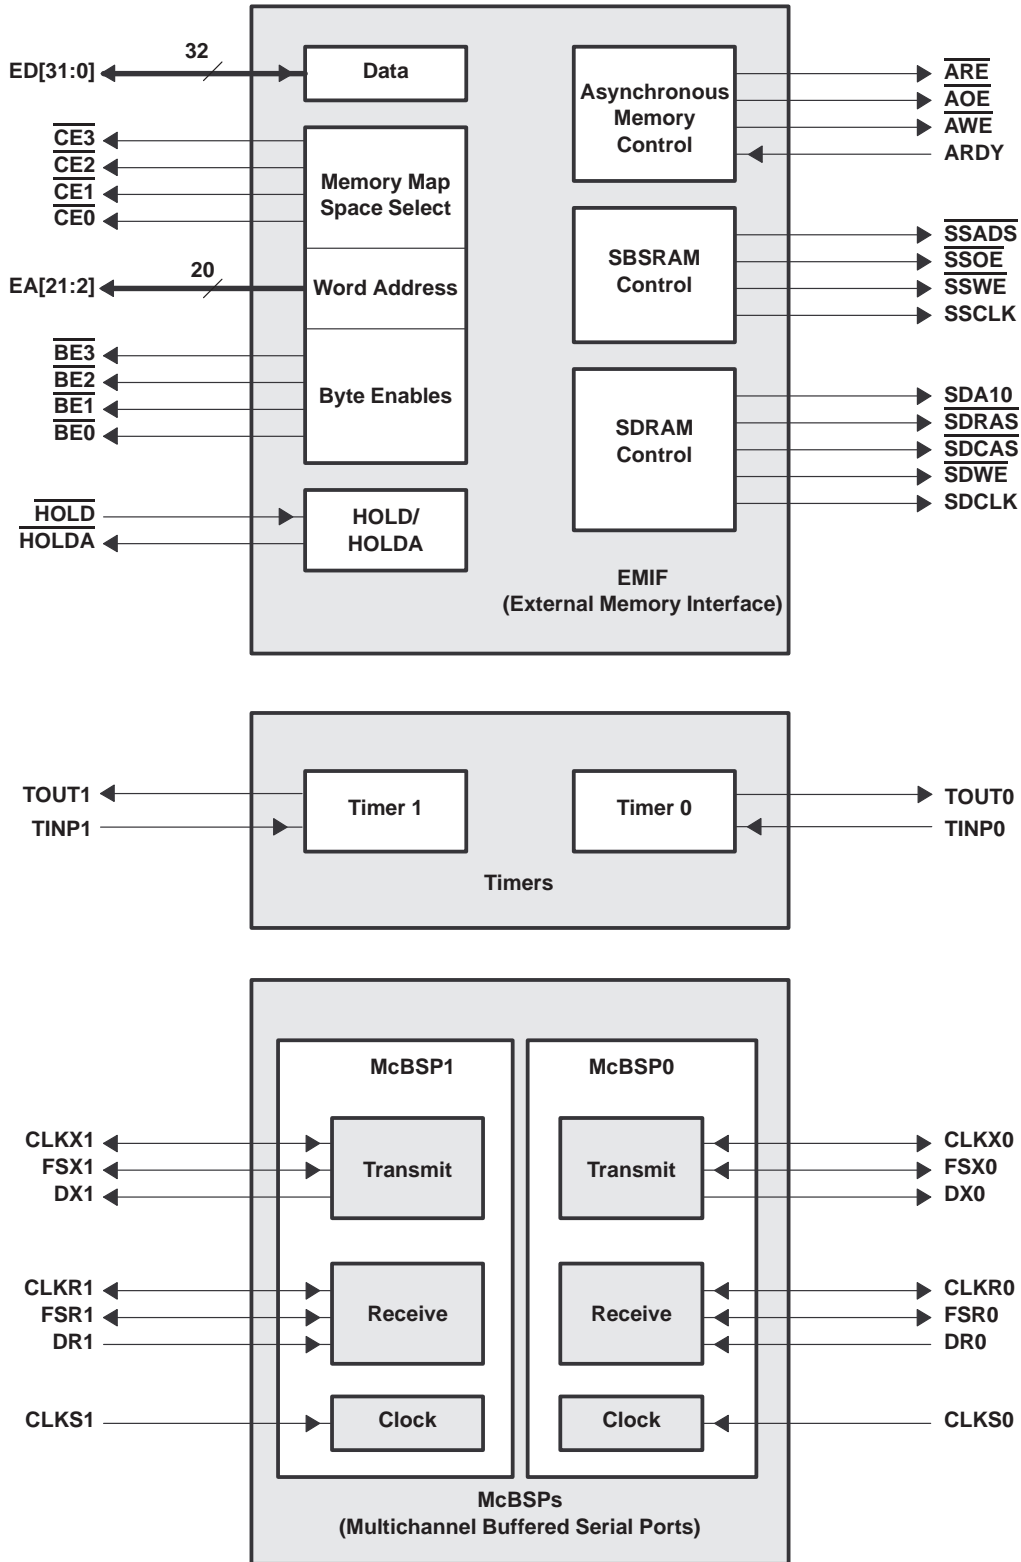 32
ED[31:0]
Data
CE3
CE2
CE1
CE0
Memory Map
Space Select
20
EA[21:2]
Word Address
BE3
BE2
BE1
BE0
Byte Enables
HOLD
HOLDA
HOLD/
HOLDA
Asynchronous
Memory
Control
ARE
AOE
AWE
ARDY
SBSRAM
Control
SSADS
SSOE
SSWE
SSCLK
SDRAM
Control
SDA10
SDRAS
SDCAS
SDWE
SDCLK
EMIF
(External Memory Interface)
TOUT1
TINP1
Timer 1
Timer 0
TOUT0
TINP0
Timers
McBSP1
McBSP0
CLKX1
FSX1
DX1
Transmit
Transmit
CLKX0
FSX0
DX0
CLKR1
FSR1
DR1
Receive
Receive
CLKR0
FSR0
DR0
CLKS1
Clock
Clock
CLKS0
McBSPs
(Multichannel Buffered Serial Ports)